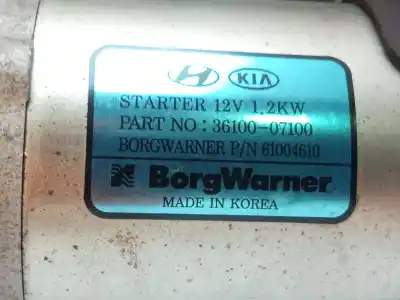 KIA
STARTER 12V 1.2KW
PART NO : 36100-07100
BORGWARNER P/N 61004610
BorgWarner
MADE IN KOREA